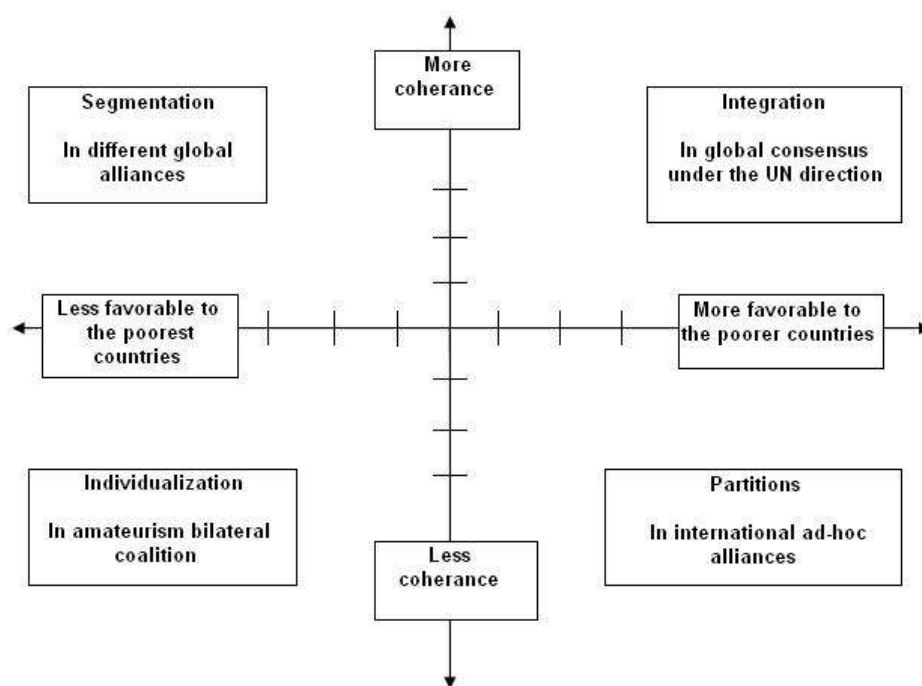 More
coherance
Segmentation
In different global
alliances
Integration
In global consensus
under the UN direction
Less favorable to
the poorest
countries
More favorable to
the poorer countries
Individualization
In amateurism bilateral
coalition
Partitions
In international ad-hoc
alliances
Less
coherance